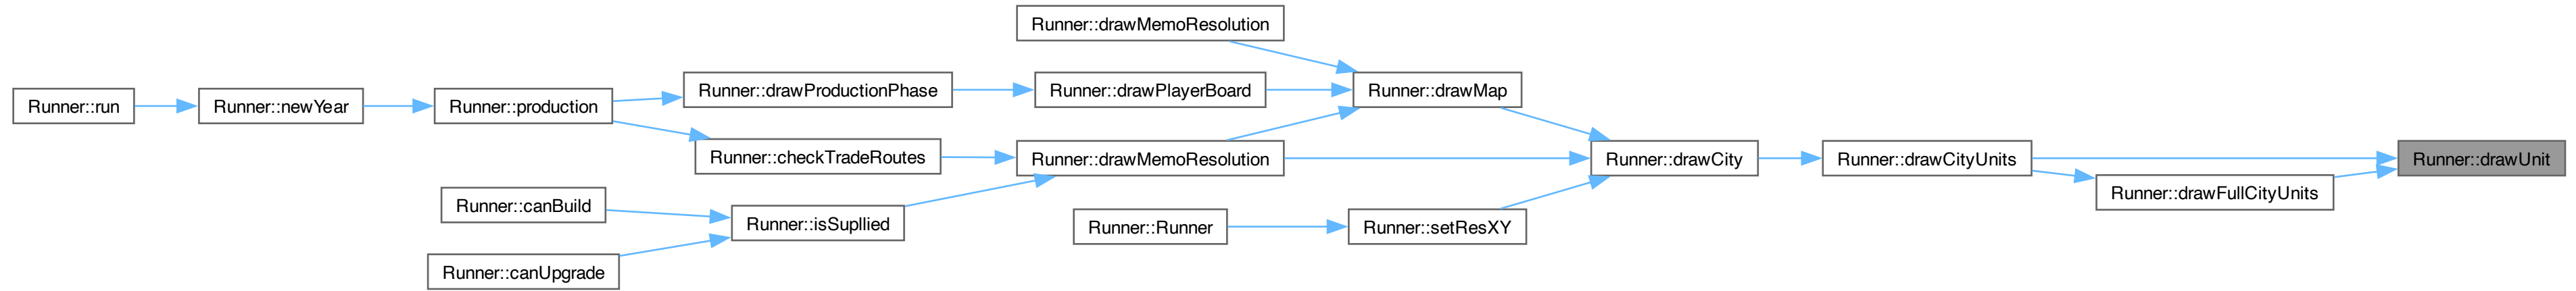 Runner::run
Runner::newYear
Runner::production
Runner::drawProductionPhase
Runner::checkTradeRoutes
Runner::canBuild
Runner::canUpgrade
Runner::isSupllied
Runner::drawMemoResolution
Runner::drawPlayerBoard
Runner::drawMemoResolution
Runner::Runner
Runner::drawMap
Runner::setResXY
Runner::drawCity
Runner::drawCityUnits
Runner::drawFullCityUnits
Runner::drawUnit